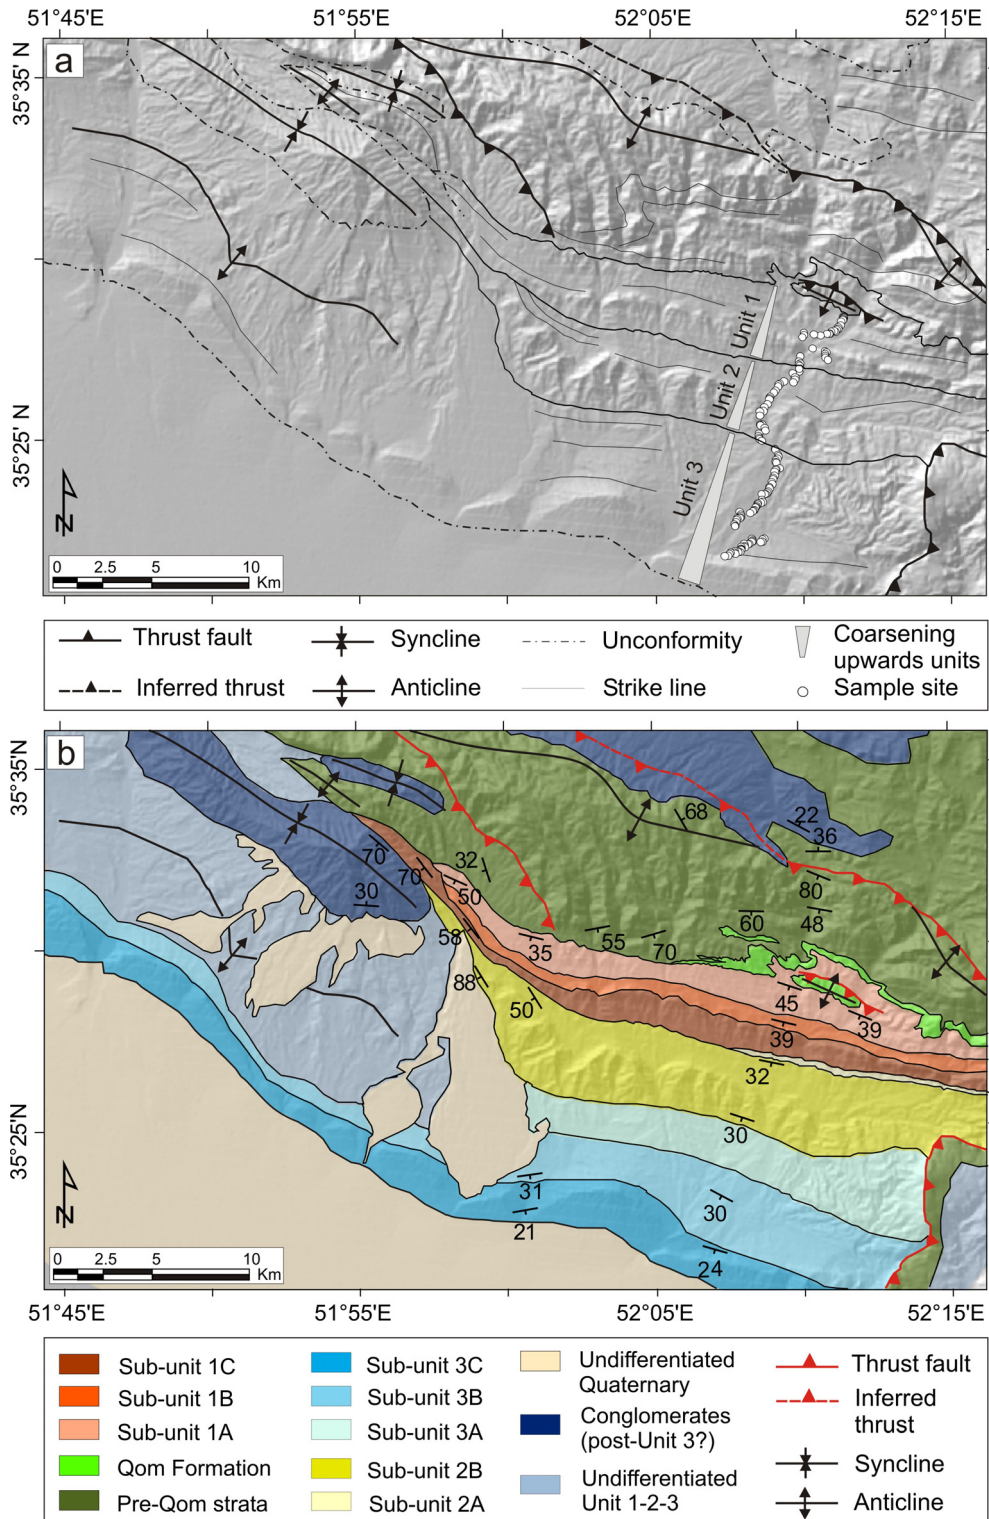 51°45'E 51°55'E 52°05'E 52°15'E
a
35°35' N
35°25' N
Unit 1
Unit 2
Unit 3
N
0 2.5 5 10
Km
Thrust fault
Syncline
Unconformity
Coarsening
upwards units
Inferred thrust
Anticline
Strike line
Sample site
b
35°35'N
35°25'N
68
22
36
70
70
32
50
30
80
60
48
58
35
55
70
88
50
45
39
39
32
30
31
30
21
24
N
0 2.5 5 10
Km
51°45'E 51°55'E 52°05'E 52°15'E
Sub-unit 1C
Sub-unit 1B
Sub-unit 1A
Qom Formation
Pre-Qom strata
Sub-unit 3C
Sub-unit 3B
Sub-unit 3A
Sub-unit 2B
Sub-unit 2A
Undifferentiated
Quaternary
Conglomerates
(post-Unit 3?)
Undifferentiated
Unit 1-2-3
Thrust fault
Inferred
thrust
Syncline
Anticline